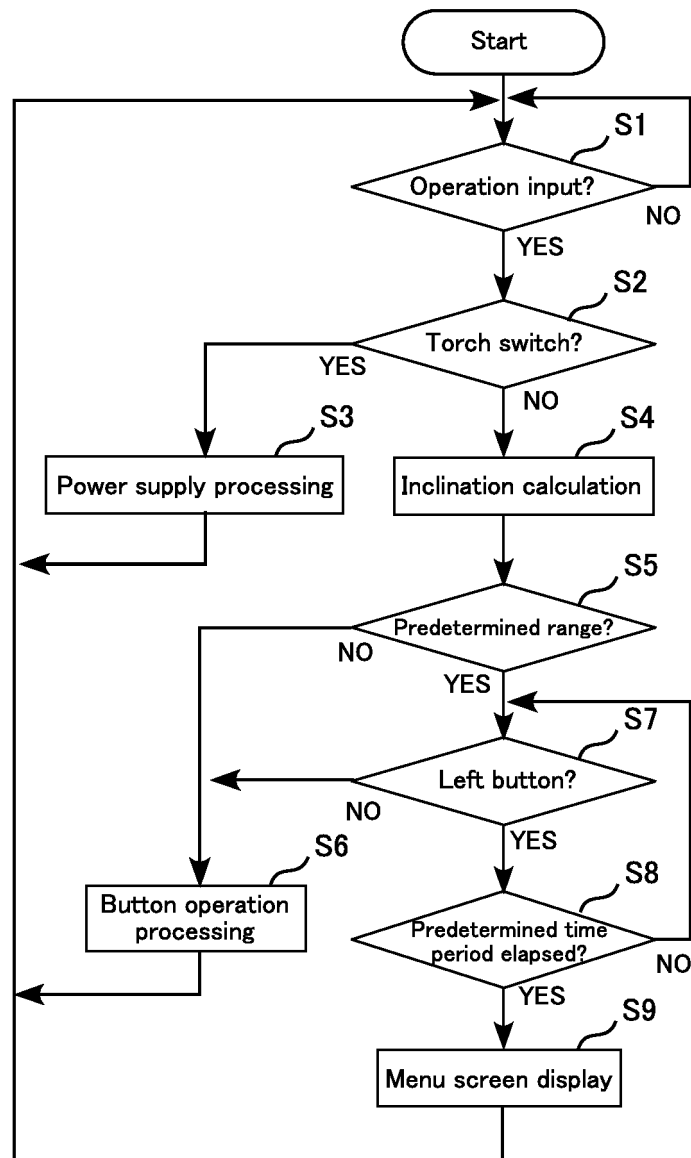 Start
S1
Operation input?
NO
YES
S2
Torch switch?
YES
NO
S3
S4
Power supply processing
Inclination calculation
S5
Predetermined range?
NO
YES
S7
Left button?
NO
YES
S6
S8
Button operation
processing
Predetermined time
period elapsed?
NO
YES
S9
Menu screen display